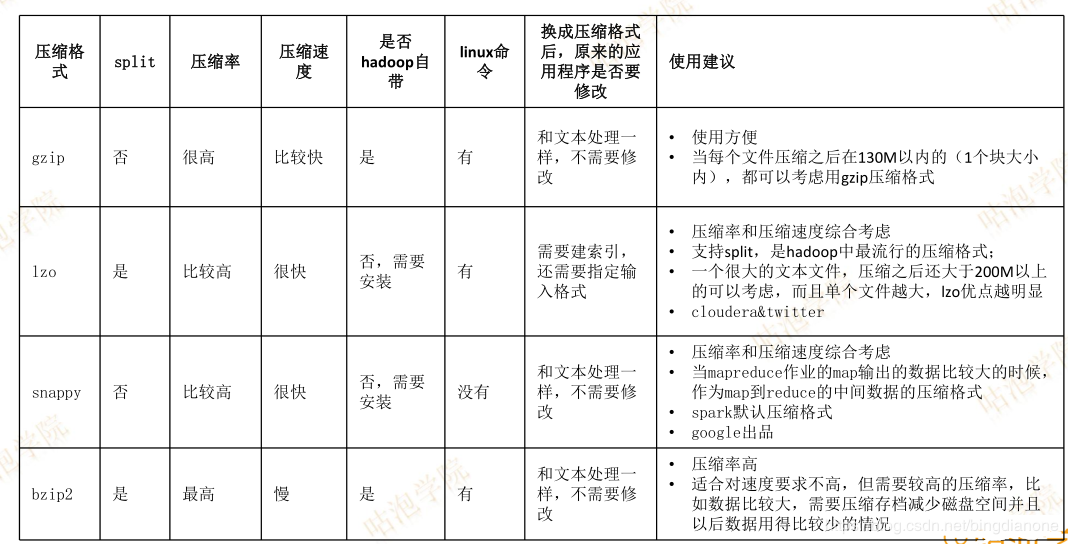 压缩格
式
split
压缩率
压缩速
度
是否
hadoop自
带
linux命
令
换成压缩格式
后，原来的应
用程序是否要
修改
使用建议
gzip
否
很高
比较快
是
有
和文本处理一
样，不需要修
改
• 使用方便
• 当每个文件压缩之后在130M以内的（1个块大小
内），都可以考虑用gzip压缩格式
lzo
是
比较高
很快
否，需要
安装
有
需要建索引，
还需要指定输
入格式
• 压缩率和压缩速度综合考虑
• 支持split，是hadoop中最流行的压缩格式；
• 一个很大的文本文件，压缩之后还大于200M以上
的可以考虑，而且单个文件越大，lzo优点越明显
• cloudera&twitter
snappy
否
比较高
很快
否，需要
安装
没有
和文本处理一
样，不需要修
改
• 压缩率和压缩速度综合考虑
• 当mapreduce作业的map输出的数据比较大的时候，
作为map到reduce的中间数据的压缩格式
• spark默认压缩格式
• google出品
bzip2
是
最高
慢
是
有
和文本处理一
样，不需要修
改
• 压缩率高
• 适合对速度要求不高，但需要较高的压缩率，比
如数据比较大，需要压缩存档减少磁盘空间并且
以后数据用得比较少的情况
咕泡学院